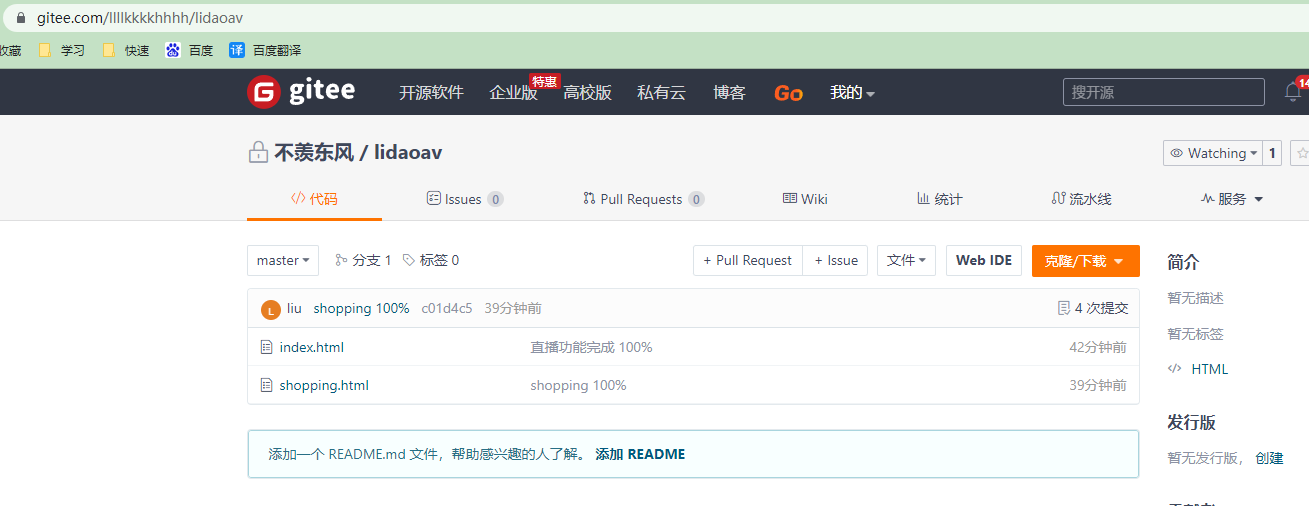 gitee.com/llllkkkkhhhh/lidaoav
收藏 学习 快速 百度 译 百度翻译
G gitee 开源软件 企业版 特惠 高校版 私有云 博客 Go 我的 搜开源
不羡东风 / lidaoav Watching 1
代码 Issues 0 Pull Requests 0 Wiki 统计 流水线 服务
master 分支 1 标签 0 + Pull Request + Issue 文件 Web IDE 克隆/下载 简介
L liu shopping 100% c01d4c5 39分钟前 4 次提交 暂无描述
暂无标签
index.html 直播功能完成 100% 42分钟前
HTML
shopping.html shopping 100% 39分钟前
发行版
添加一个 README.md 文件，帮助感兴趣的人了解。 添加 README 暂无发行版， 创建